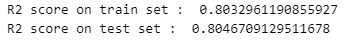 R2 score on train set :  0.8032961190855927
R2 score on test set :  0.8046709129511678